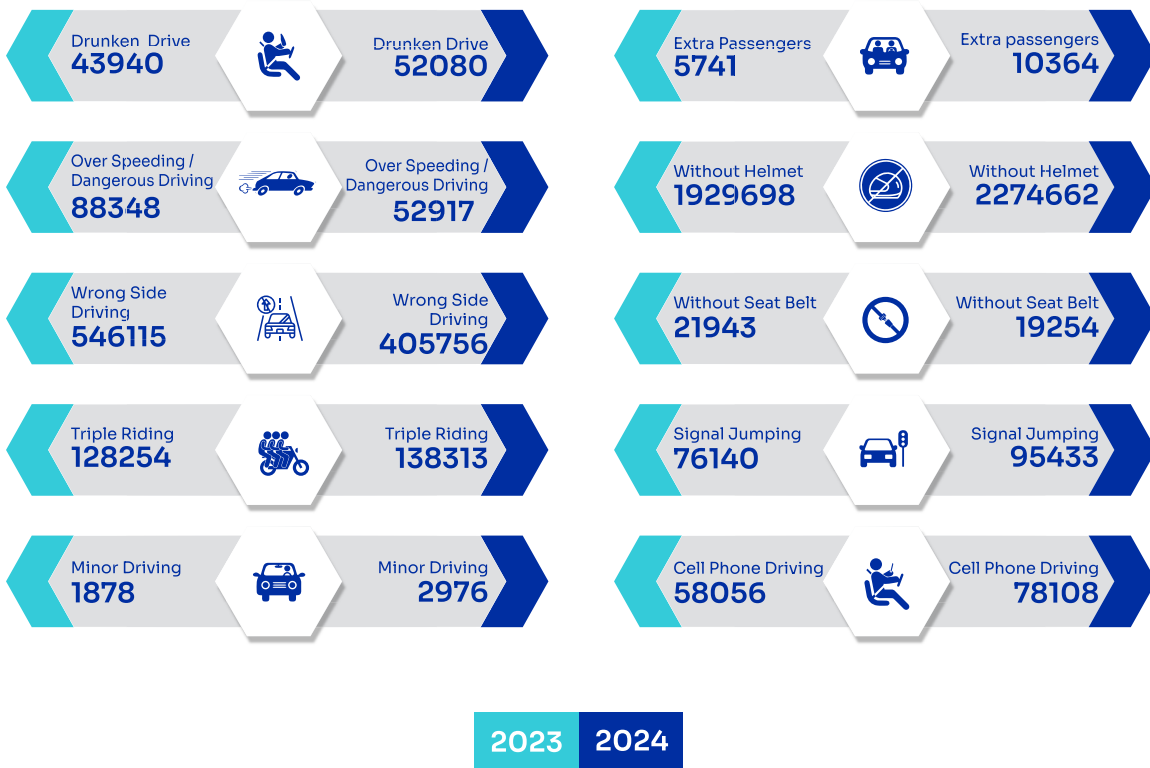 Drunken Drive
43940
Drunken Drive
52080
Extra Passengers
5741
Extra passengers
10364
Over Speeding /
Dangerous Driving
88348
Over Speeding /
Dangerous Driving
52917
Without Helmet
1929698
Without Helmet
2274662
Wrong Side
Driving
546115
Wrong Side
Driving
405756
Without Seat Belt
21943
Without Seat Belt
19254
Triple Riding
128254
Triple Riding
138313
Signal Jumping
76140
Signal Jumping
95433
Minor Driving
1878
Minor Driving
2976
Cell Phone Driving
58056
Cell Phone Driving
78108
2023
2024